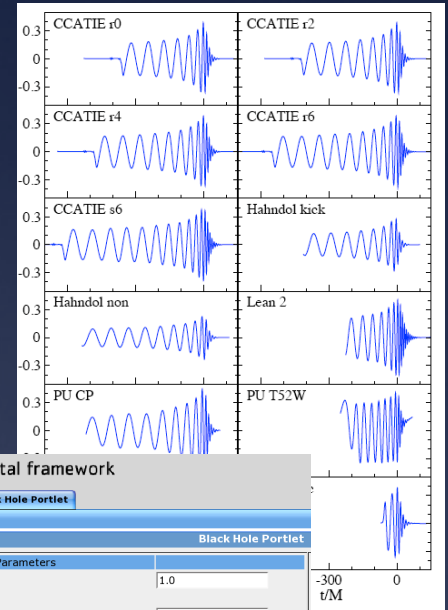 CCATIE r0 CCATIE r2
0.3
0
-0.3
CCATIE r4 CCATIE r6
0.3
0
-0.3
CCATIE s6 Hahndol kick
0.3
0
-0.3
Hahndol non Lean 2
0.3
0
-0.3
PU CP PU T52W
0.3
0
tal framework
Hole Portlet
e
Black Hole Portlet
Parameters
1.0
-300 0
t/M